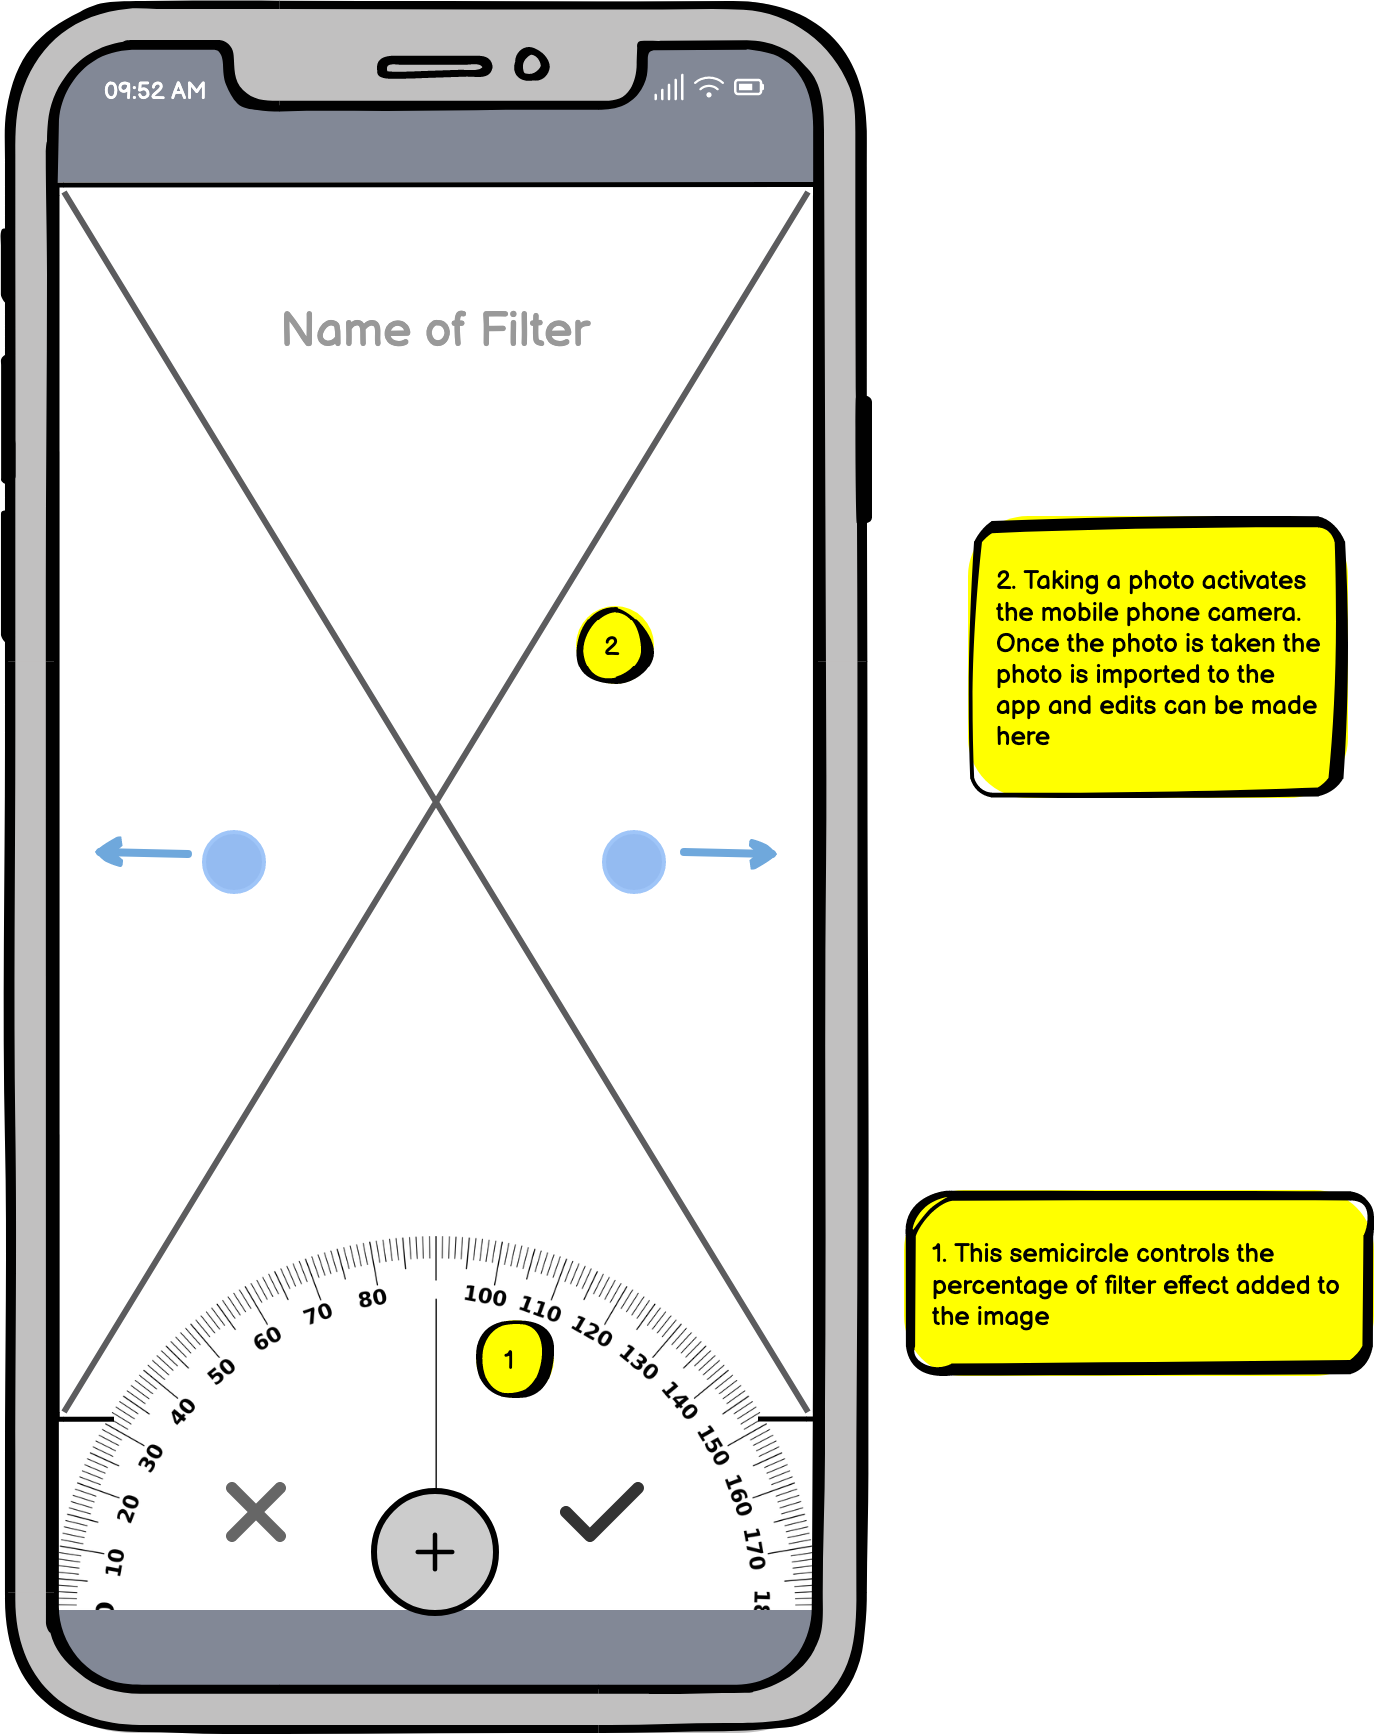 09:52 AM
Name of Filter
2
2. Taking a photo activates
the mobile phone camera.
Once the photo is taken the
photo is imported to the
app and edits can be made
here
1. This semicircle controls the
percentage of filter effect added to
the image
0 10 20 30 40 50 60 70 80 100 110 120 130 140 150 160 170 18
1